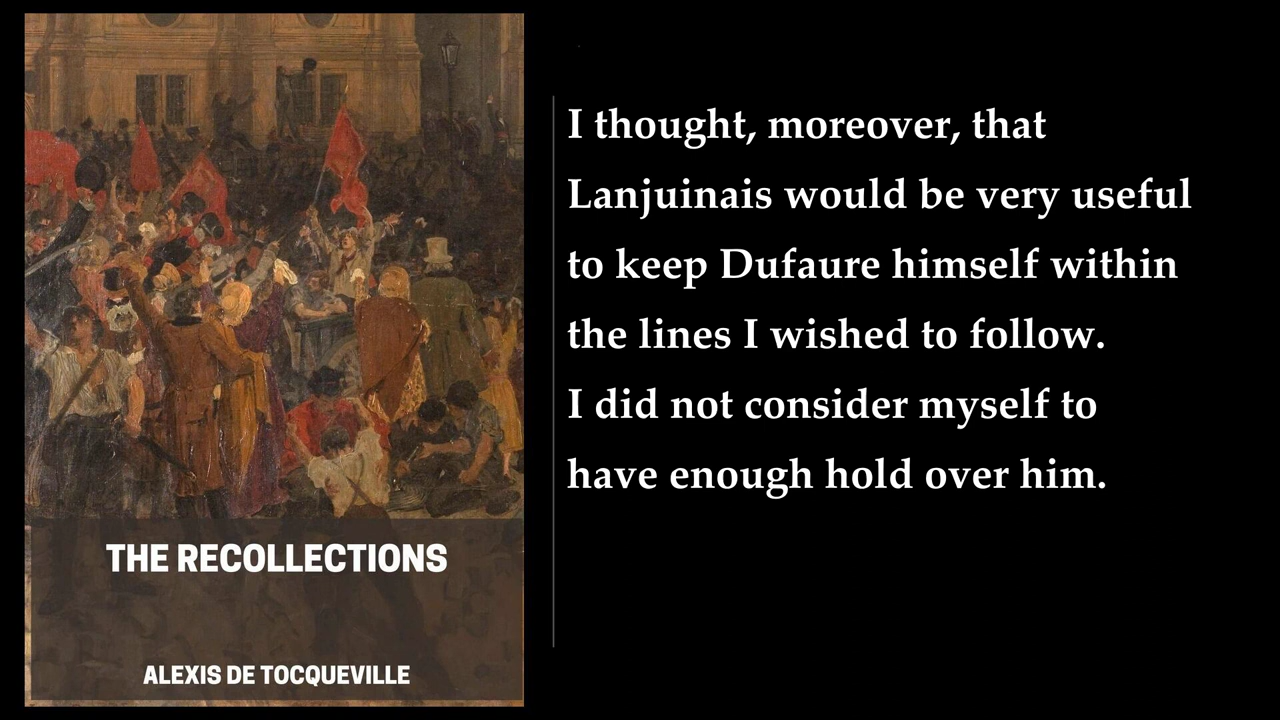 THE RECOLLECTIONS
ALEXIS DE TOCQUEVILLE
I thought, moreover, that
Lanjuinais would be very useful
to keep Dufaure himself within
the lines I wished to follow.
I did not consider myself to
have enough hold over him.